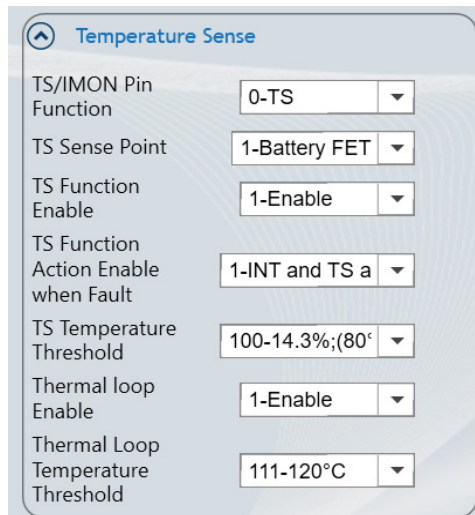 Temperature Sense
TS/IMON Pin
Function
0-TS
TS Sense Point
1-Battery FET
TS Function
Enable
1-Enable
TS Function
Action Enable
when Fault
1-INT and TS a
TS Temperature
Threshold
100-14.3%;(80°
Thermal loop
Enable
1-Enable
Thermal Loop
Temperature
Threshold
111-120°C